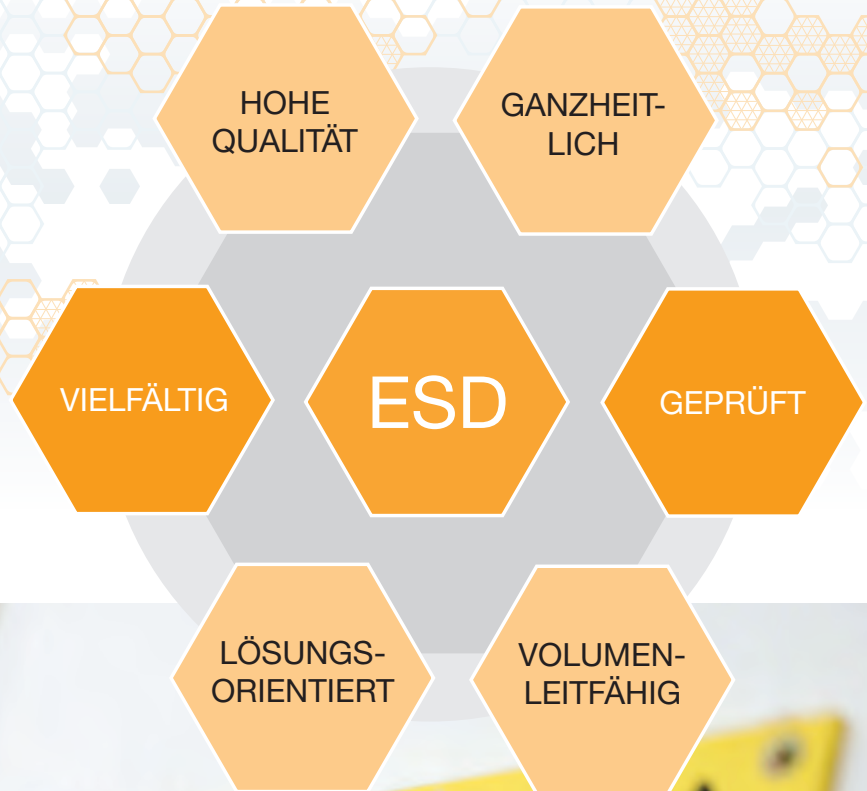 HOHE
QUALITÄT
GANZHEIT-
LICH
VIELFÄLTIG
ESD
GEPRÜFT
LÖSUNGS-
ORIENTIERT
VOLUMEN-
LEITFÄHIG